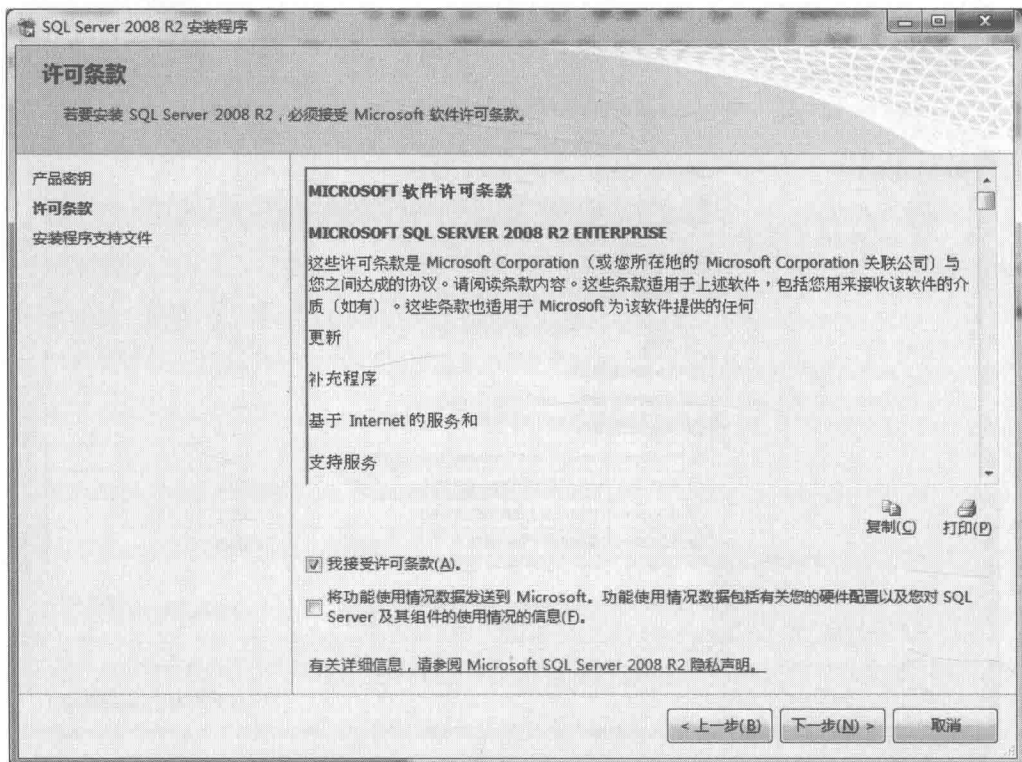 SQL Server 2008 R2 安装程序
许可条款
若要安装 SQL Server 2008 R2，必须接受 Microsoft 软件许可条款。
产品密钥
许可条款
安装程序支持文件
MICROSOFT 软件许可条款
MICROSOFT SQL SERVER 2008 R2 ENTERPRISE
这些许可条款是 Microsoft Corporation（或您所在地的 Microsoft Corporation 关联公司）与
您之间达成的协议。请阅读条款内容。这些条款适用于上述软件，包括您用来接收该软件的介
质（如有）。这些条款也适用于 Microsoft 为该软件提供的任何
更新
补充程序
基于 Internet 的服务和
支持服务
复制(C) 打印(P)
我接受许可条款(A)。
将功能使用情况数据发送到 Microsoft。功能使用情况数据包括有关您的硬件配置以及您对 SQL
Server 及其组件的使用情况的信息(F)。
有关详细信息，请参阅 Microsoft SQL Server 2008 R2 隐私声明。
< 上一步(B) 下一步(N) > 取消